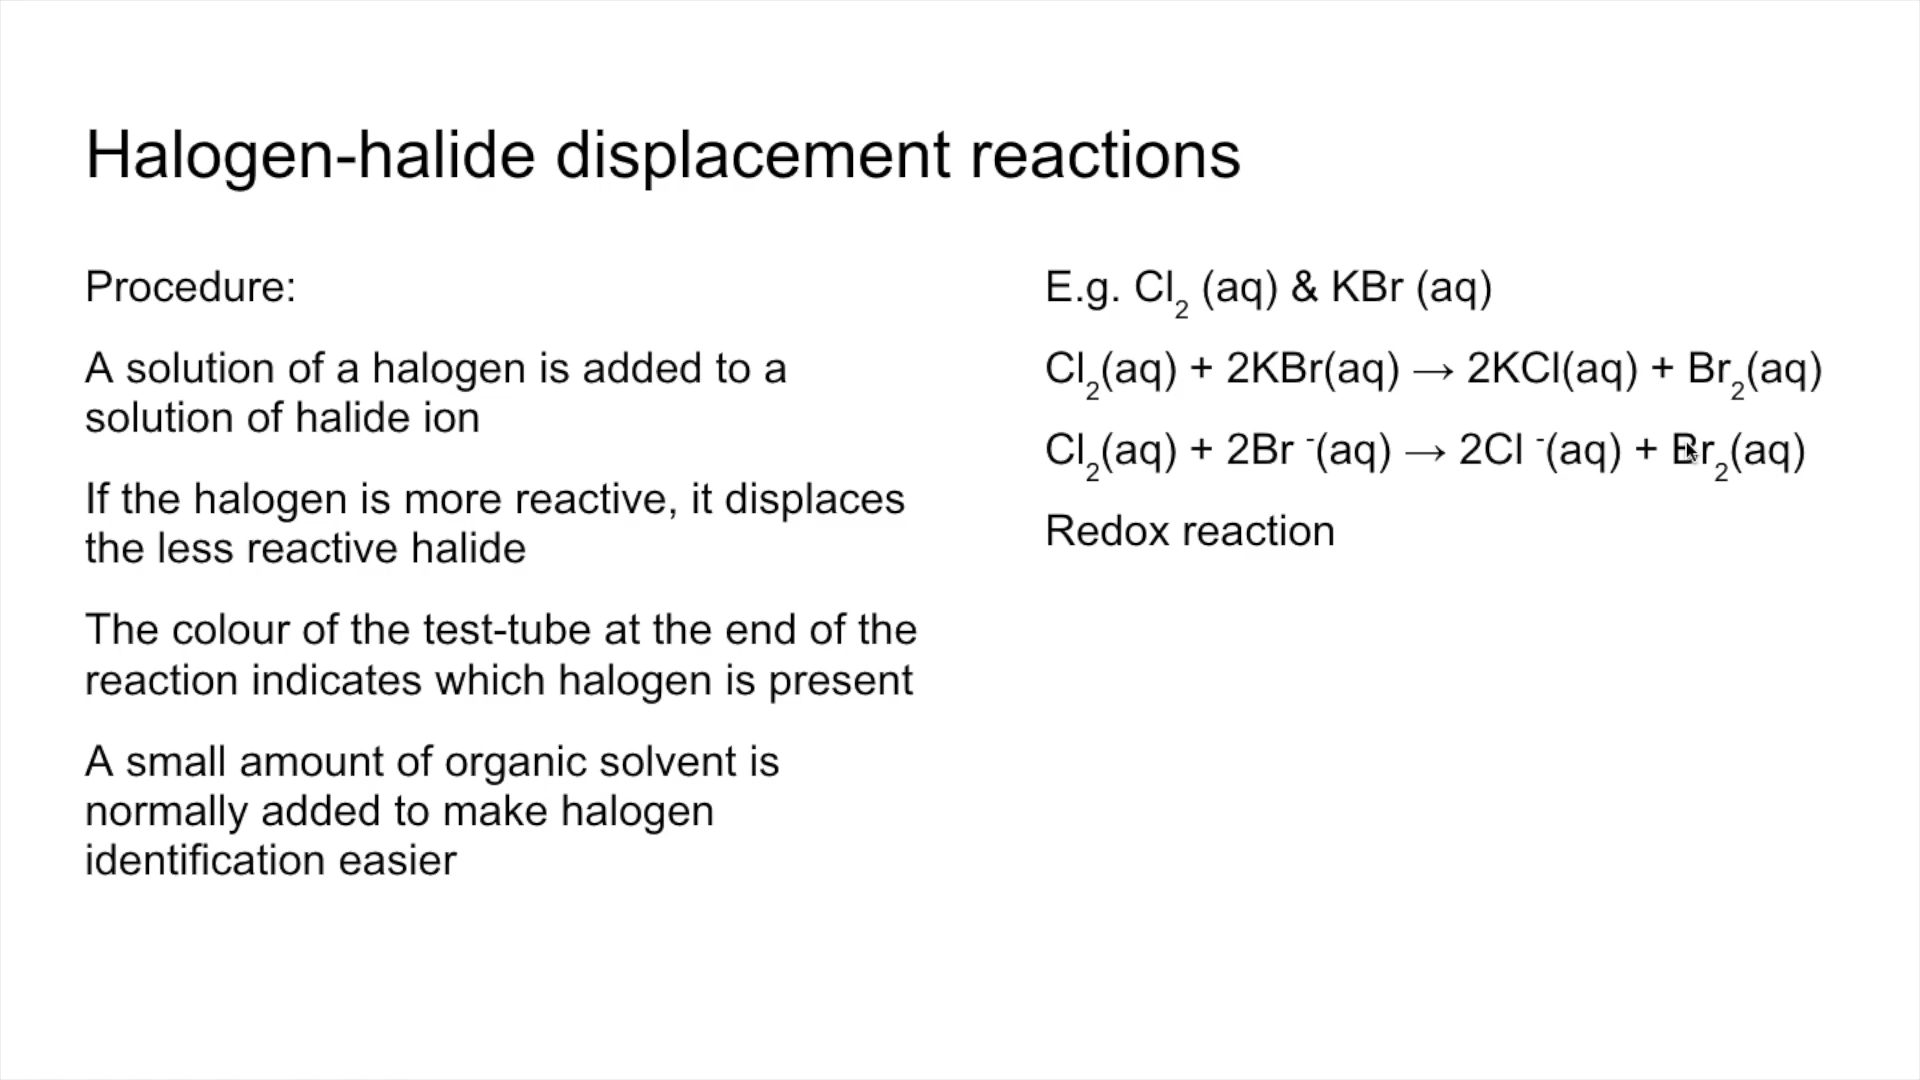 Halogen-halide displacement reactions
Procedure:
A solution of a halogen is added to a
solution of halide ion
If the halogen is more reactive, it displaces
the less reactive halide
The colour of the test-tube at the end of the
reaction indicates which halogen is present
A small amount of organic solvent is
normally added to make halogen
identification easier
E.g. Cl₂ (aq) & KBr (aq)
Cl₂(aq) + 2KBr(aq) → 2KCl(aq) + Br₂(aq)
Cl₂(aq) + 2Br ⁻(aq) → 2Cl ⁻(aq) + Br₂(aq)
Redox reaction